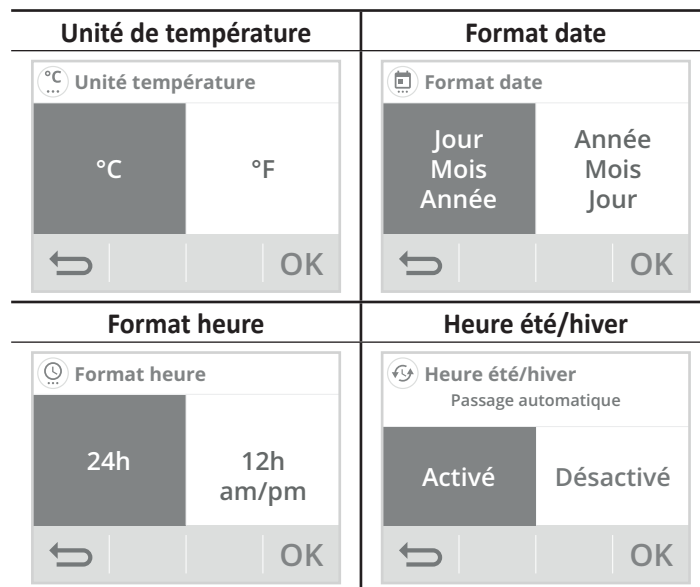 Unité de température
Format date
°C Unité température
Format date
°C
°F
Jour
Mois
Année
Année
Mois
Jour
OK
OK
Format heure
Heure été/hiver
Format heure
Heure été/hiver
Passage automatique
24h
12h
am/pm
Activé
Désactivé
OK
OK